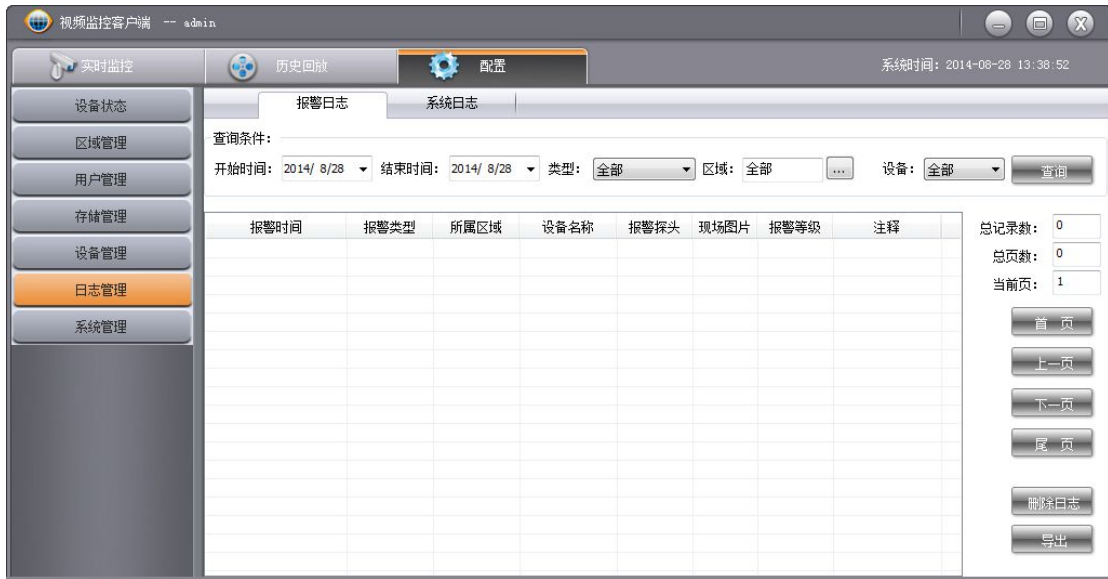 视频监控客户端 -- admin
实时监控 历史回放 配置 系统时间: 2014-08-28 13:38:52
设备状态
区域管理
用户管理
存储管理
设备管理
日志管理
系统管理
报警日志 系统日志
查询条件:
开始时间: 2014/ 8/28 结束时间: 2014/ 8/28 类型: 全部 区域: 全部 ... 设备: 全部 查询
报警时间 报警类型 所属区域 设备名称 报警探头 现场图片 报警等级 注释
总记录数: 0
总页数: 0
当前页: 1
首 页
上一页
下一页
尾 页
删除日志
导出